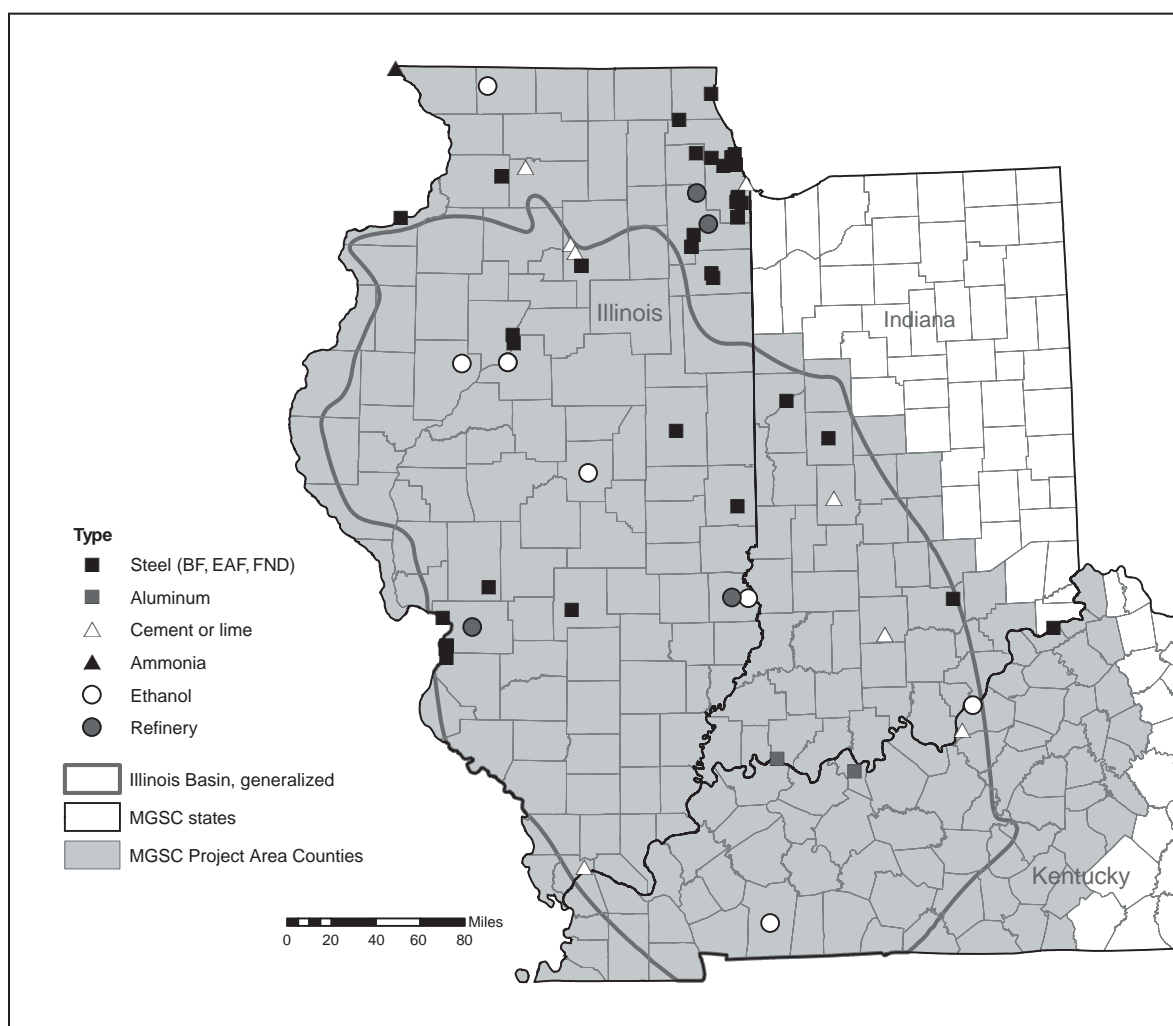 Illinois
Indiana
Type
Steel (BF, EAF, FND)
Aluminum
Cement or lime
Ammonia
Ethanol
Refinery
Illinois Basin, generalized
MGSC states
MGSC Project Area Counties
Kentucky
Miles
0 20 40 60 80